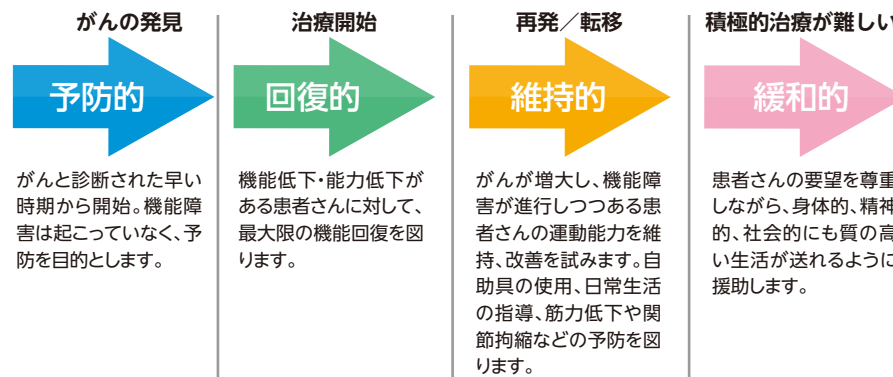 がんの発見
予防的
がんと診断された早い
時期から開始。機能障
害は起こっていなく、予
防を目的とします。
治療開始
回復的
機能低下・能力低下が
ある患者さんに対して、
最大限の機能回復を図
ります。
再発／転移
維持的
がんが増大し、機能障
害が進行しつつある患
者さんの運動能力を維
持、改善を試みます。自
助具の使用、日常生活
の指導、筋力低下や関
節拘縮などの予防を図
ります。
積極的治療が難しい
緩和的
患者さんの要望を尊重
しながら、身体的、精神
的、社会的にも質の高
い生活が送れるように
援助します。